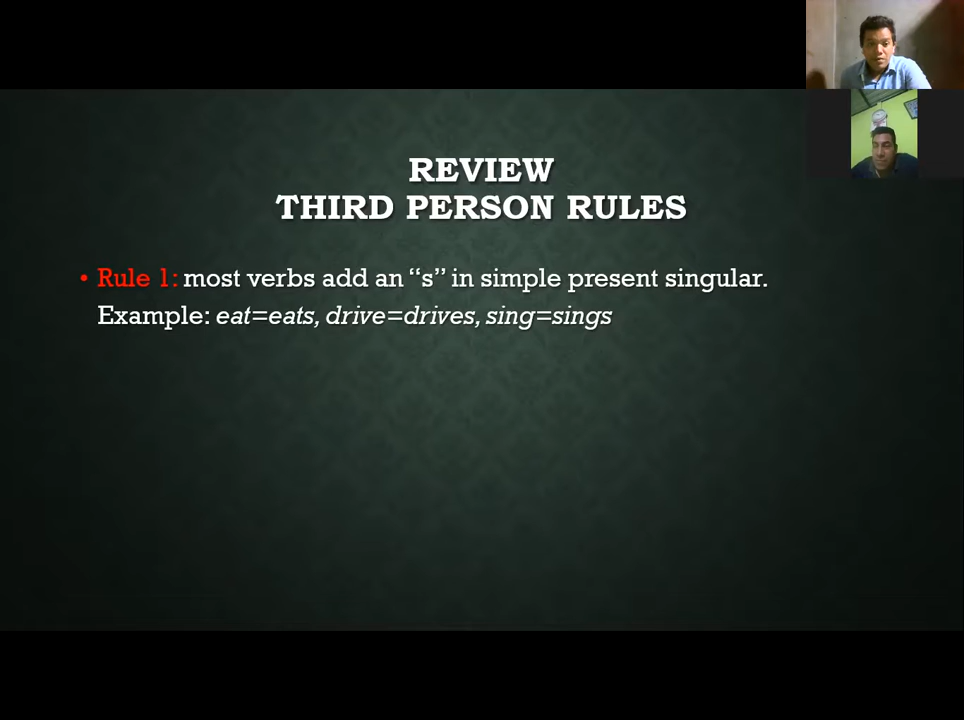 REVIEW
THIRD PERSON RULES
• Rule 1: most verbs add an “s” in simple present singular.
Example: eat=eats, drive=drives, sing=sings